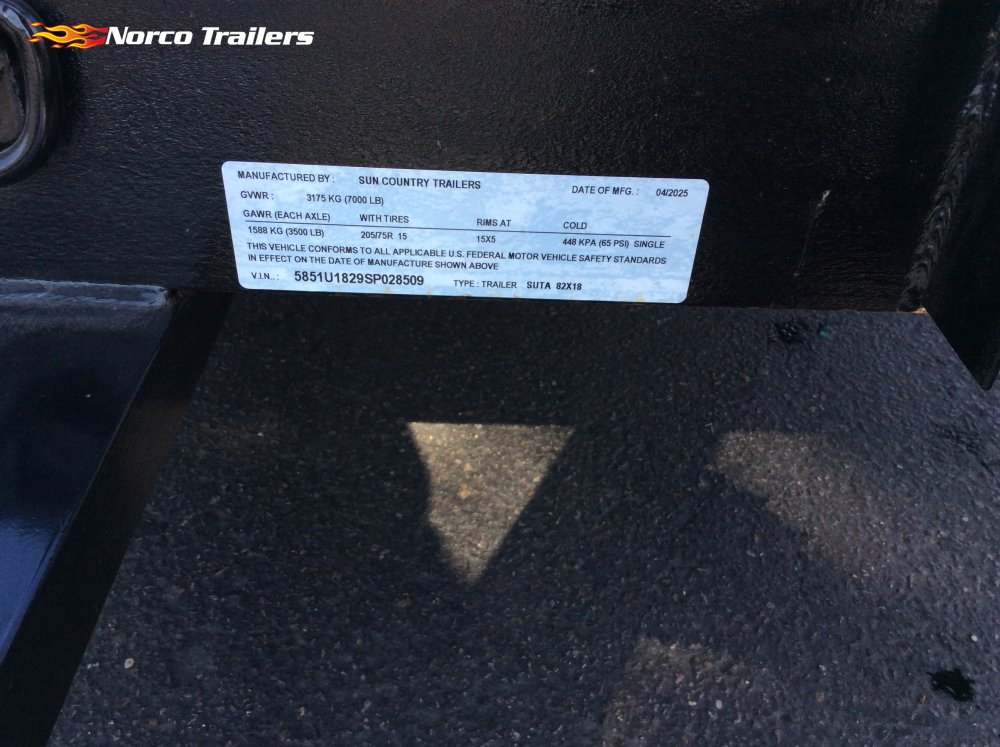 Norco Trailers
MANUFACTURED BY : SUN COUNTRY TRAILERS DATE OF MFG. : 04/2025
GVWR : 3175 KG (7000 LB)
GAWR (EACH AXLE) WITH TIRES RIMS AT COLD
1588 KG (3500 LB) 205/75R 15 15X5 448 KPA (65 PSI) SINGLE
THIS VEHICLE CONFORMS TO ALL APPLICABLE U.S. FEDERAL MOTOR VEHICLE SAFETY STANDARDS
IN EFFECT ON THE DATE OF MANUFACTURE SHOWN ABOVE
V.I.N.. : 5851U1829SP028509 TYPE : TRAILER SUTA 82X18